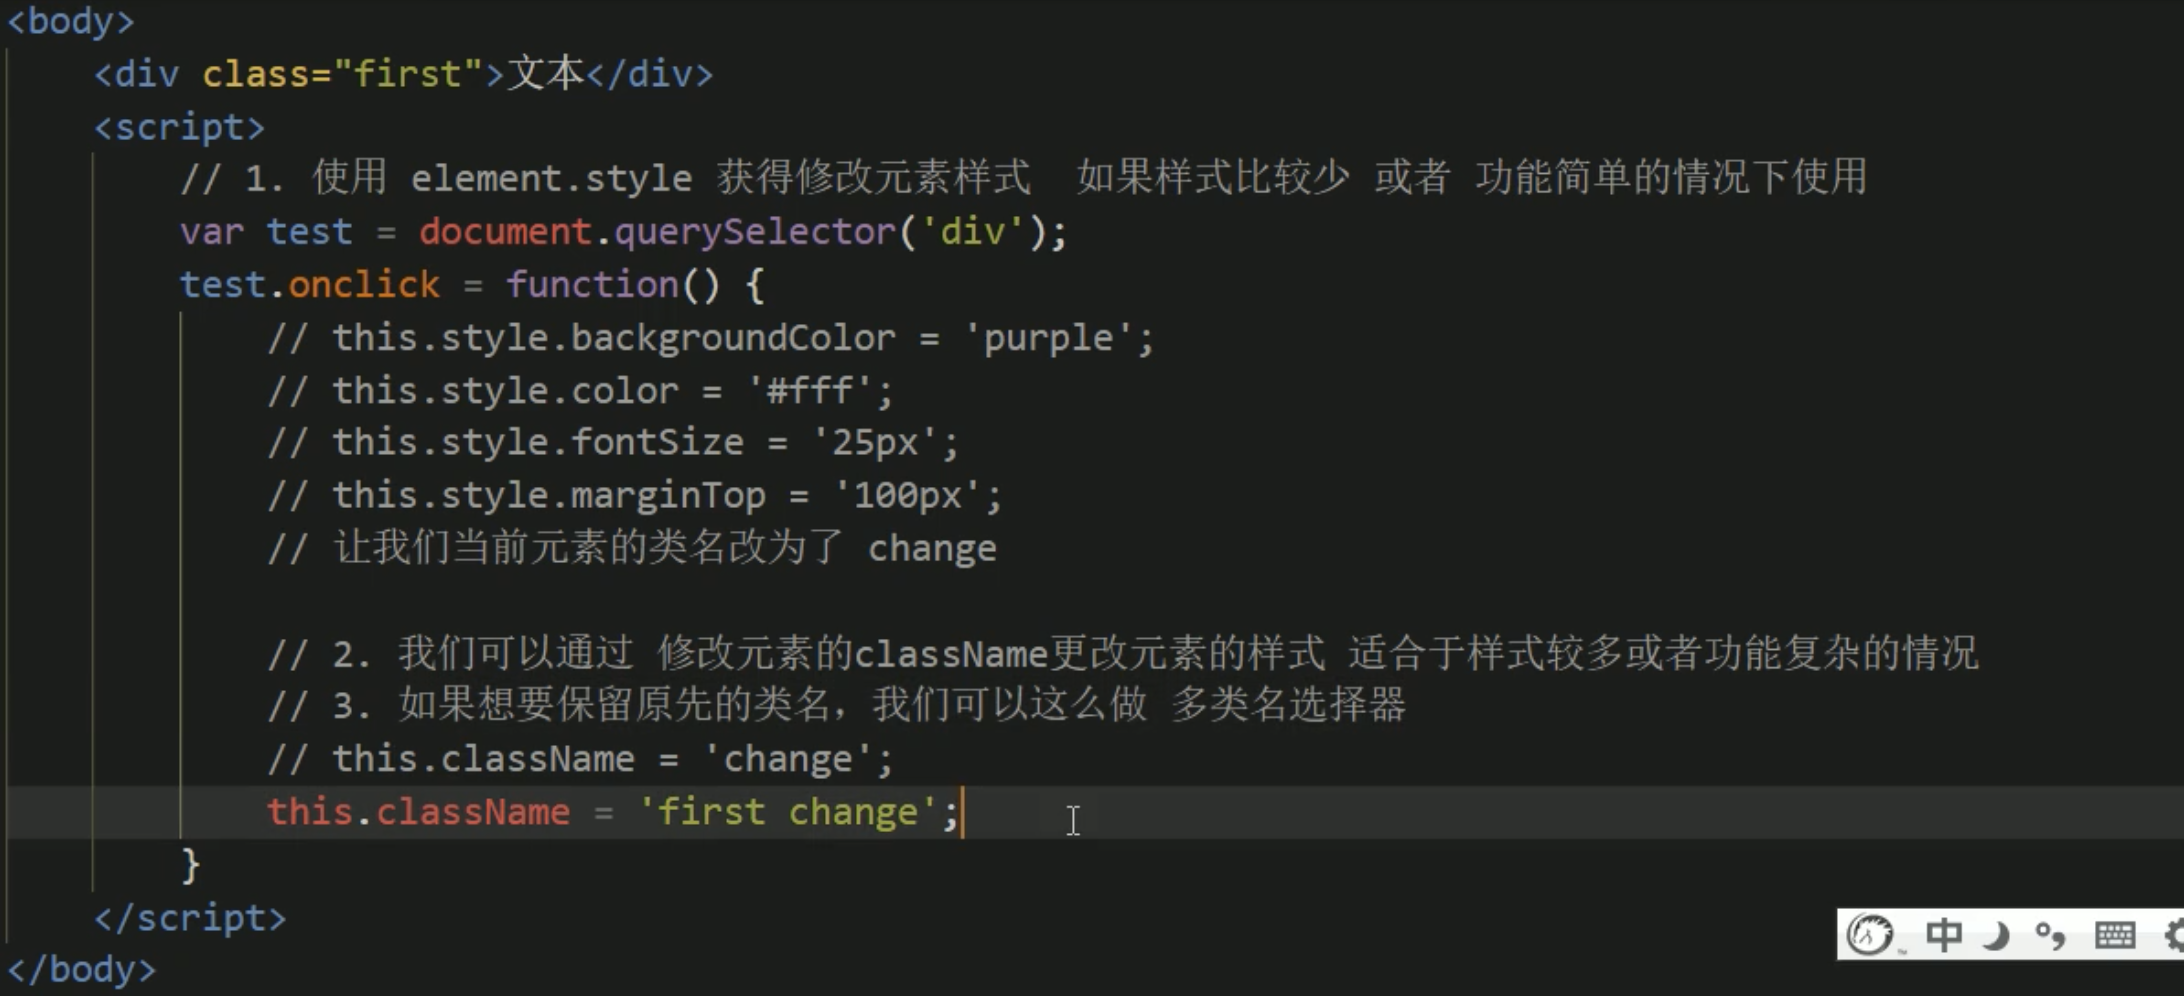 <body>
<div class="first">文本</div>
<script>
// 1. 使用 element.style 获得修改元素样式  如果样式比较少 或者 功能简单的情况下使用
var test = document.querySelector('div');
test.onclick = function() {
// this.style.backgroundColor = 'purple';
// this.style.color = '#fff';
// this.style.fontSize = '25px';
// this.style.marginTop = '100px';
// 让我们当前元素的类名改为了 change
// 2. 我们可以通过 修改元素的className更改元素的样式 适合于样式较多或者功能复杂的情况
// 3. 如果想要保留原先的类名，我们可以这么做 多类名选择器
// this.className = 'change';
this.className = 'first change';
}
</script>
</body>
中